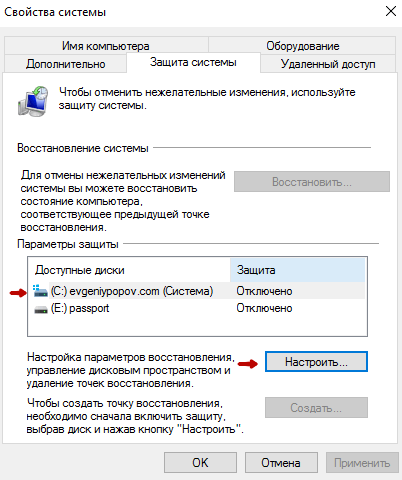 Свойства системы
Имя компьютера
Оборудование
Дополнительно
Защита системы
Удаленный доступ
Чтобы отменить нежелательные изменения, используйте
защиту системы.
Восстановление системы
Для отмены нежелательных изменений
системы вы можете восстановить
состояние компьютера,
соответствующее предыдущей точке
восстановления.
Восстановить...
Параметры защиты
Доступные диски
Защита
(C:) evgeniypopov.com (Система)
Отключено
(E:) passport
Отключено
Настройка параметров восстановления,
управление дисковым пространством и
удаление точек восстановления.
Настроить...
Чтобы создать точку восстановления,
необходимо сначала включить защиту,
выбрав диск и нажав кнопку "Настроить".
Создать...
OK
Отмена
Применить